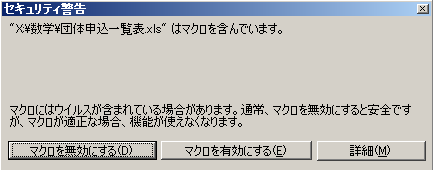 セキュリティ警告
"X:¥数学¥団体申込一覧表.xls" はマクロを含んでいます。
マクロにはウイルスが含まれている場合があります。通常、マクロを無効にすると安全です
が、マクロが適正な場合、機能が使えなくなります。
マクロを無効にする(D)
マクロを有効にする(E)
詳細(M)